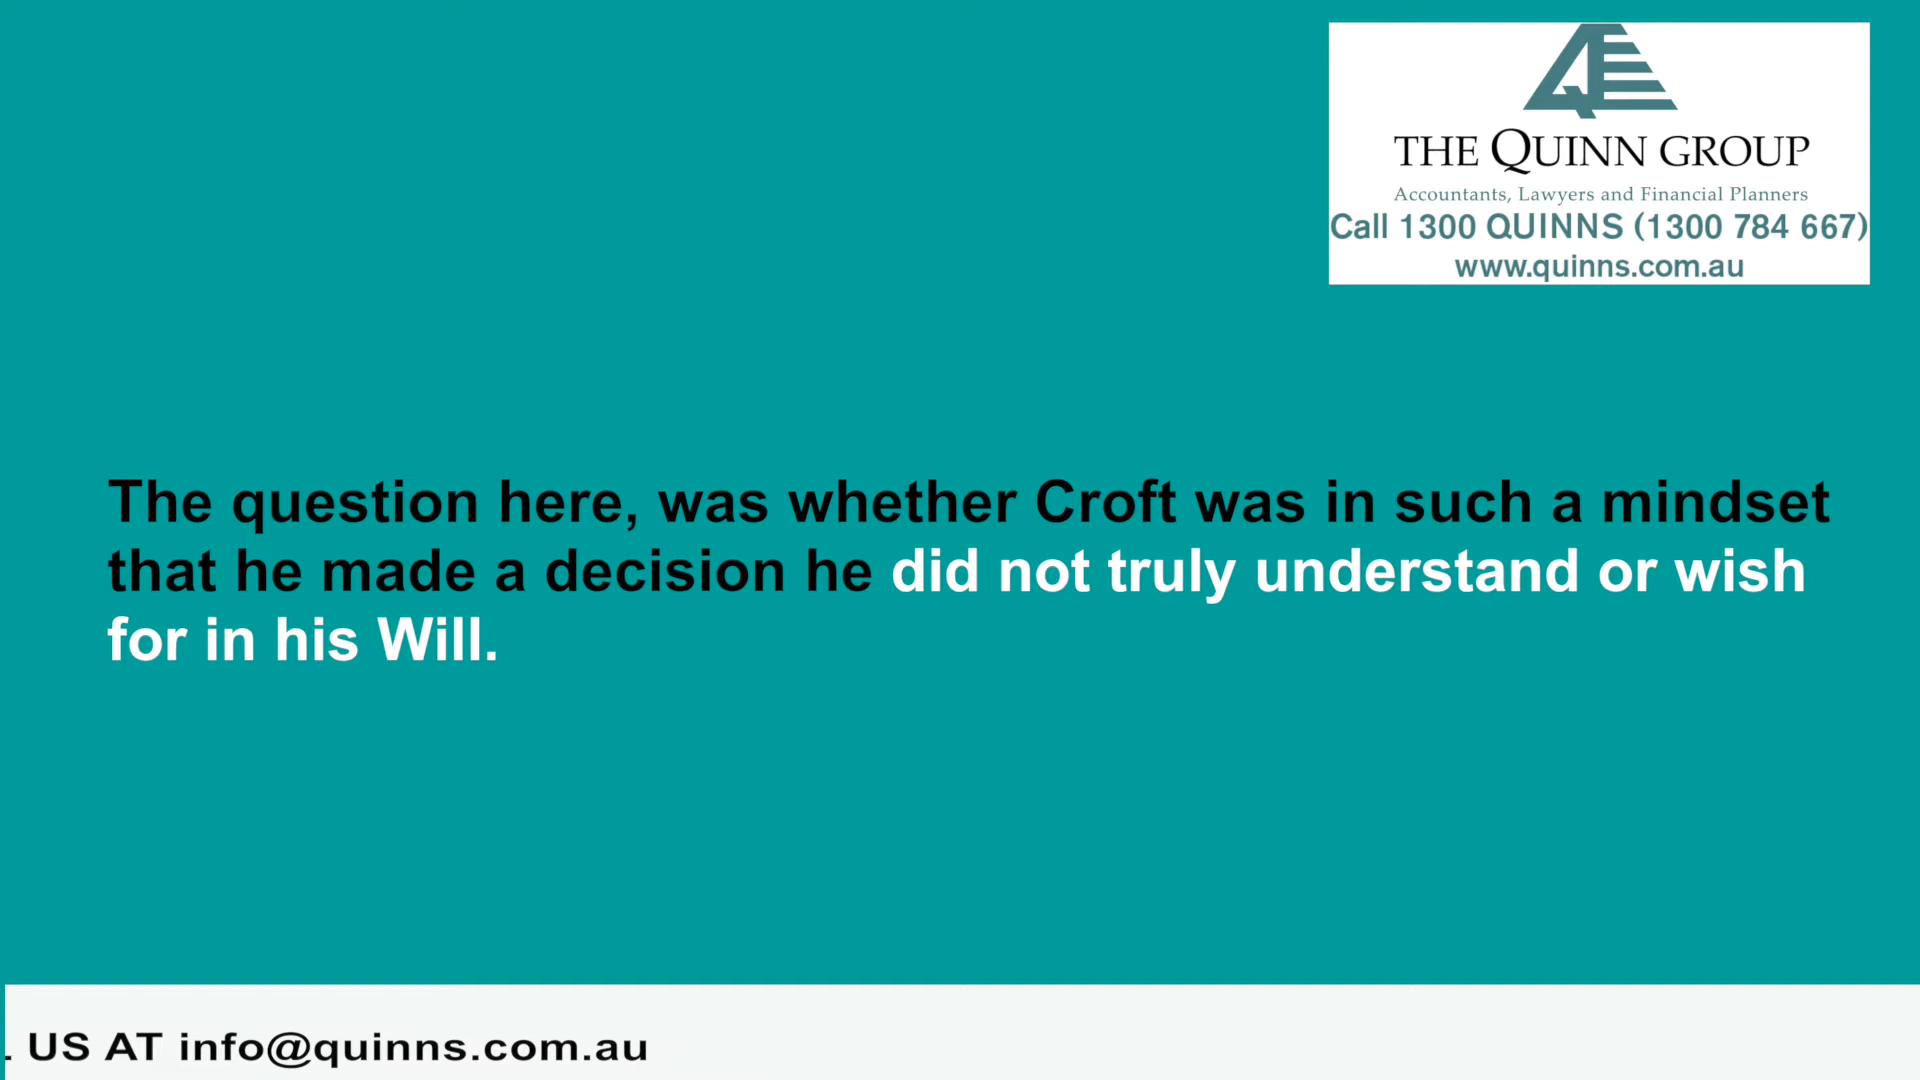 THE QUINN GROUP
Accountants, Lawyers and Financial Planners
Call 1300 QUINNS (1300 784 667)
www.quinns.com.au
The question here, was whether Croft was in such a mindset
that he made a decision he did not truly understand or wish
for in his Will.
US AT info@quinns.com.au